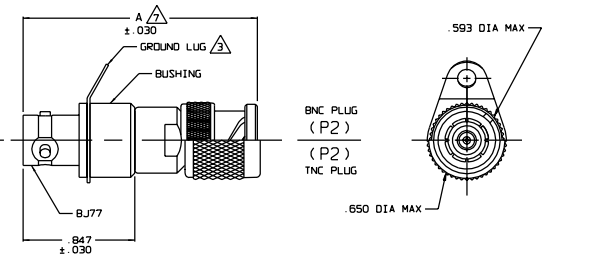 A 7
±.030
GROUND LUG 3
BUSHING
.593 DIA MAX
BNC PLUG
(P2)
(P2)
TNC PLUG
.650 DIA MAX
BJ77
.847
±.030